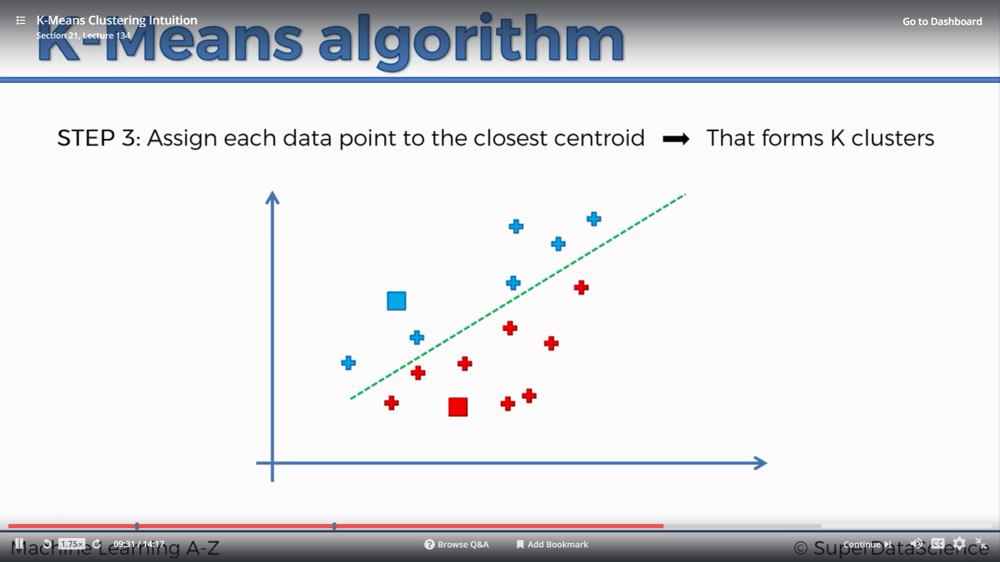 K-Means Clustering Intuition
Go to Dashboard
Section 21, Lecture 134
K-Means algorithm
STEP 3: Assign each data point to the closest centroid ➡ That forms K clusters
1.75× 09:31 / 14:17 Browse Q&A Add Bookmark Continue CC
Machine Learning A-Z © SuperDataScience